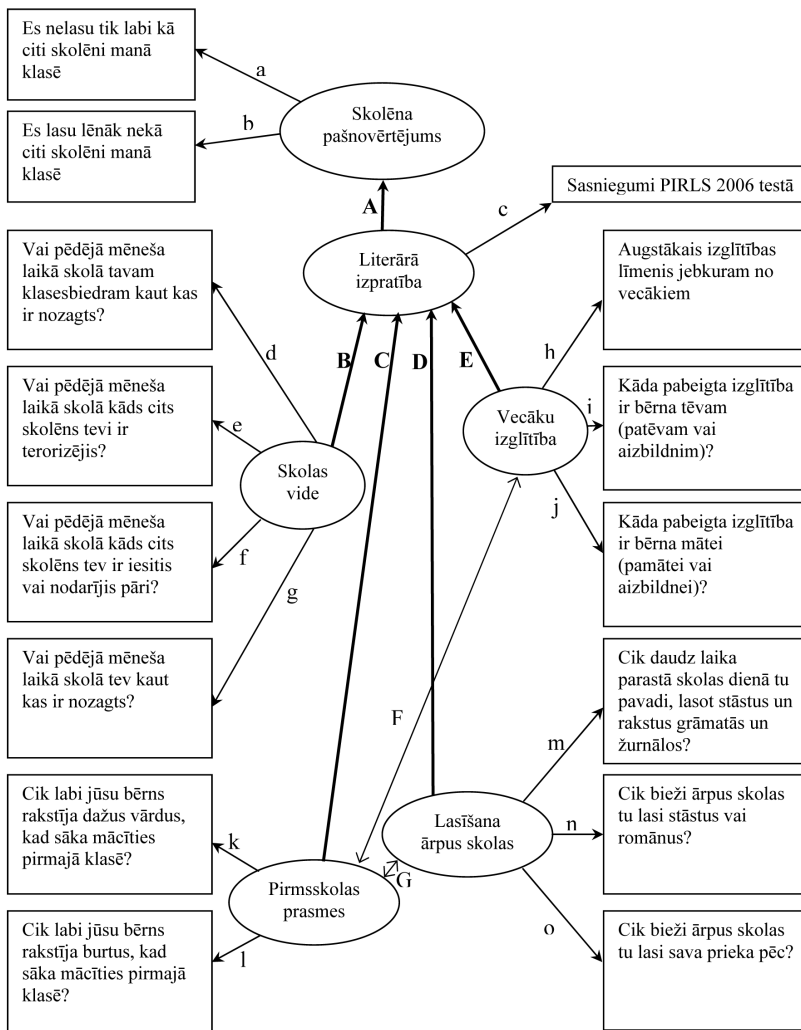 Es nelasu tik labi kā
citi skolēni manā
klasē
a
Skolēna
pašnovērtējums
b
Es lasu lēnāk nekā
citi skolēni manā
klasē
Sasniegumi PIRLS 2006 testā
A
c
Literārā
izpratība
Vai pēdējā mēneša
laikā skolā tavam
klasesbiedram kaut kas
ir nozagts?
Augstākais izglītības
līmenis jebkuram no
vecākiem
d
B
C
D
E
h
Vai pēdējā mēneša
laikā skolā kāds cits
skolēns tevi ir
terorizējis?
e
Vecāku
izglītība
i
Kāda pabeigta izglītība
ir bērna tēvam
(patēvam vai
aizbildnim)?
Skolas
vide
Vai pēdējā mēneša
laikā skolā kāds cits
skolēns tev ir iesitis
vai nodarījis pāri?
f
g
j
Kāda pabeigta izglītība
ir bērna mātei
(pamātei vai
aizbildnei)?
Vai pēdējā mēneša
laikā skolā tev kaut
kas ir nozagts?
F
m
Cik daudz laika
parastā skolas dienā tu
pavadi, lasot stāstus un
rakstus grāmatās un
žurnālos?
Cik labi jūsu bērns
rakstīja dažus vārdus,
kad sāka mācīties
pirmajā klasē?
k
Lasīšana
ārpus skolas
n
Cik bieži ārpus skolas
tu lasi stāstus vai
romānus?
G
Pirmsskolas
prasmes
Cik labi jūsu bērns
rakstīja burtus, kad
sāka mācīties pirmajā
klasē?
l
o
Cik bieži ārpus skolas
tu lasi sava prieka pēc?